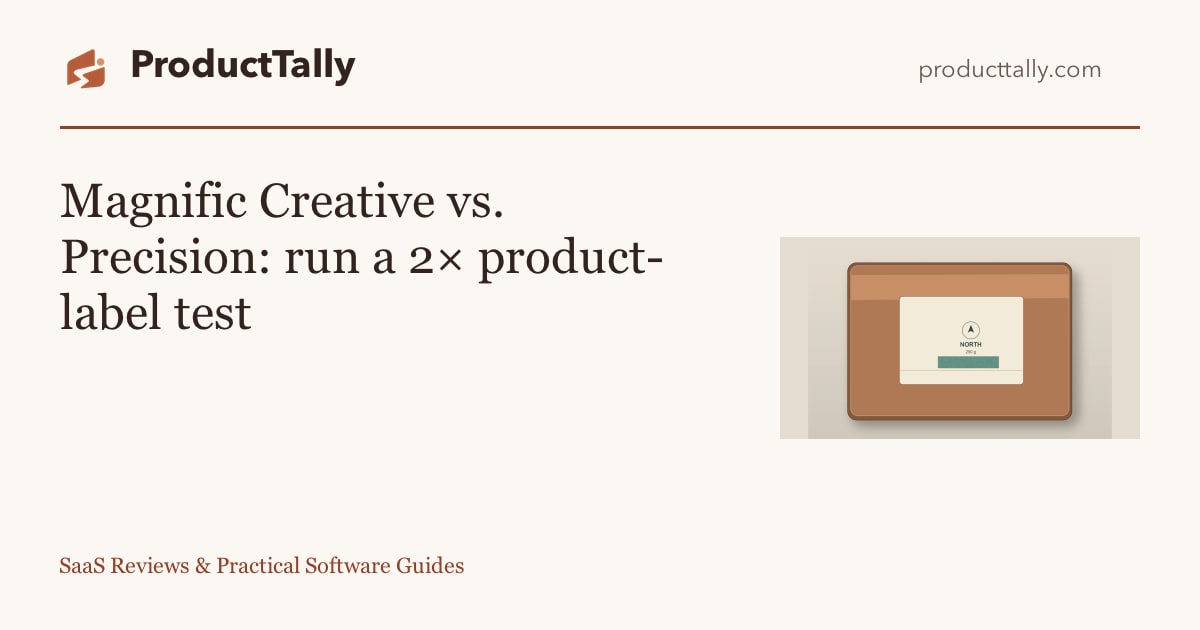 ProductTally
producttally.com
Magnific Creative vs.
Precision: run a 2× product-
label test
NORTH
250 g
SaaS Reviews & Practical Software Guides